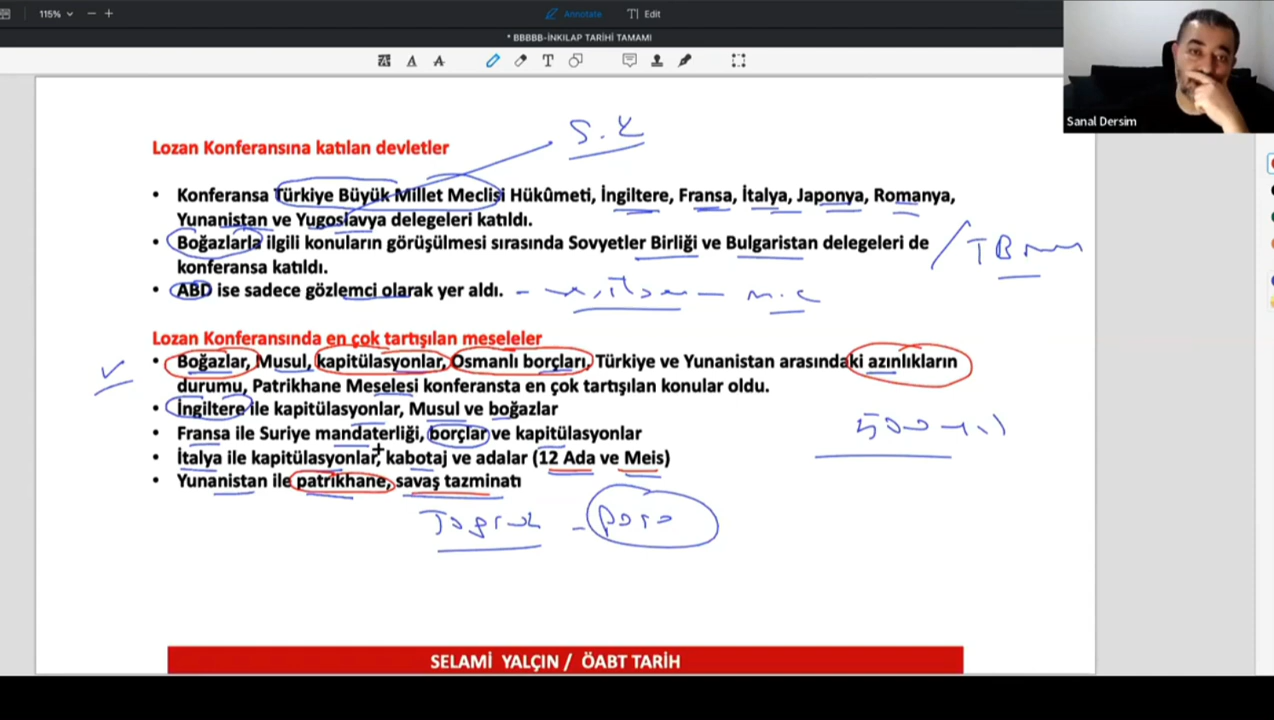 115%
Annotate
Edit
* BBBBB-İNKILAP TARİHİ TAMAMI
Sanal Dersim
S.Y
Lozan Konferansına katılan devletler
• Konferansa Türkiye Büyük Millet Meclisi Hükûmeti, İngiltere, Fransa, İtalya, Japonya, Romanya,
Yunanistan ve Yugoslavya delegeleri katıldı.
• Boğazlarla ilgili konuların görüşülmesi sırasında Sovyetler Birliği ve Bulgaristan delegeleri de
konferansa katıldı.
• ABD ise sadece gözlemci olarak yer aldı.
Lozan Konferansında en çok tartışılan meseleler
• Boğazlar, Musul, kapitülasyonlar, Osmanlı borçları, Türkiye ve Yunanistan arasındaki azınlıkların
durumu, Patrikhane Meselesi konferansta en çok tartışılan konular oldu.
• İngiltere ile kapitülasyonlar, Musul ve boğazlar
• Fransa ile Suriye mandaterliği, borçlar ve kapitülasyonlar
• İtalya ile kapitülasyonlar, kabotaj ve adalar (12 Ada ve Meis)
• Yunanistan ile patrikhane, savaş tazminatı
Toprak - para
SELAMİ YALÇIN / ÖABT TARİH